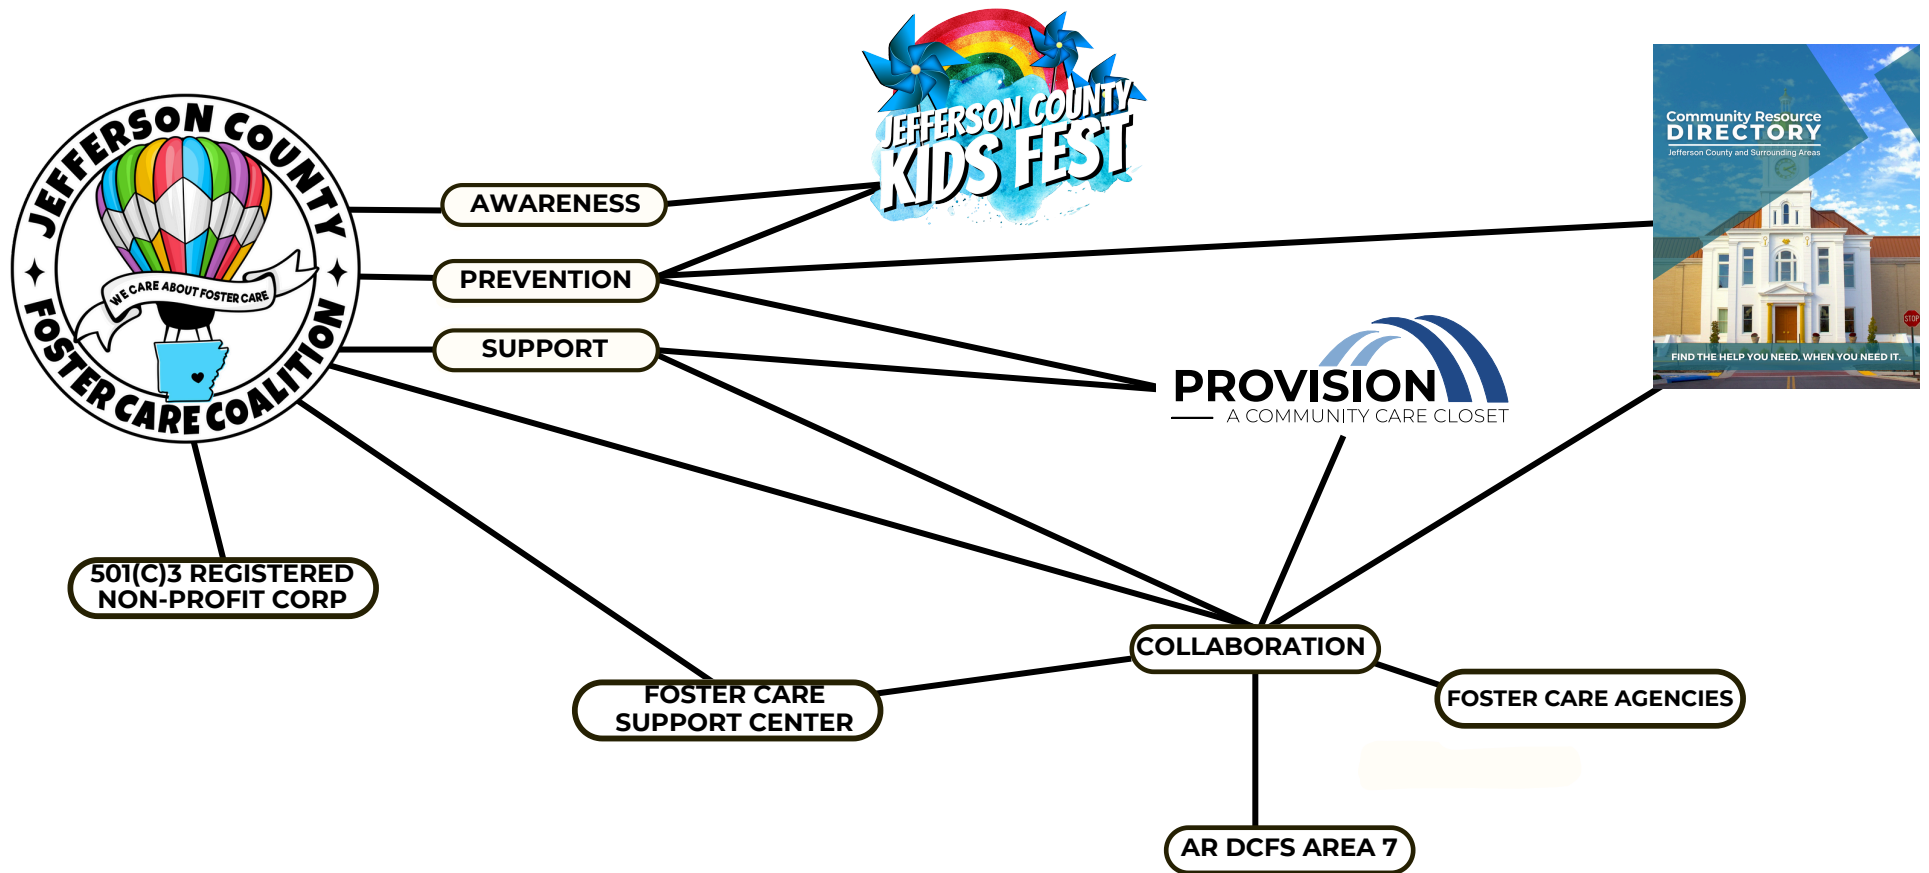 JEFFERSON COUNTY
WE CARE ABOUT FOSTER CARE
FOSTER CARE COALITION
AWARENESS
PREVENTION
SUPPORT
JEFFERSON COUNTY
KIDS FEST
Community Resource
DIRECTORY
Jefferson County and Surrounding Areas
STOP
FIND THE HELP YOU NEED, WHEN YOU NEED IT.
PROVISION
A COMMUNITY CARE CLOSET
501(C)3 REGISTERED
NON-PROFIT CORP
FOSTER CARE
SUPPORT CENTER
COLLABORATION
FOSTER CARE AGENCIES
AR DCFS AREA 7